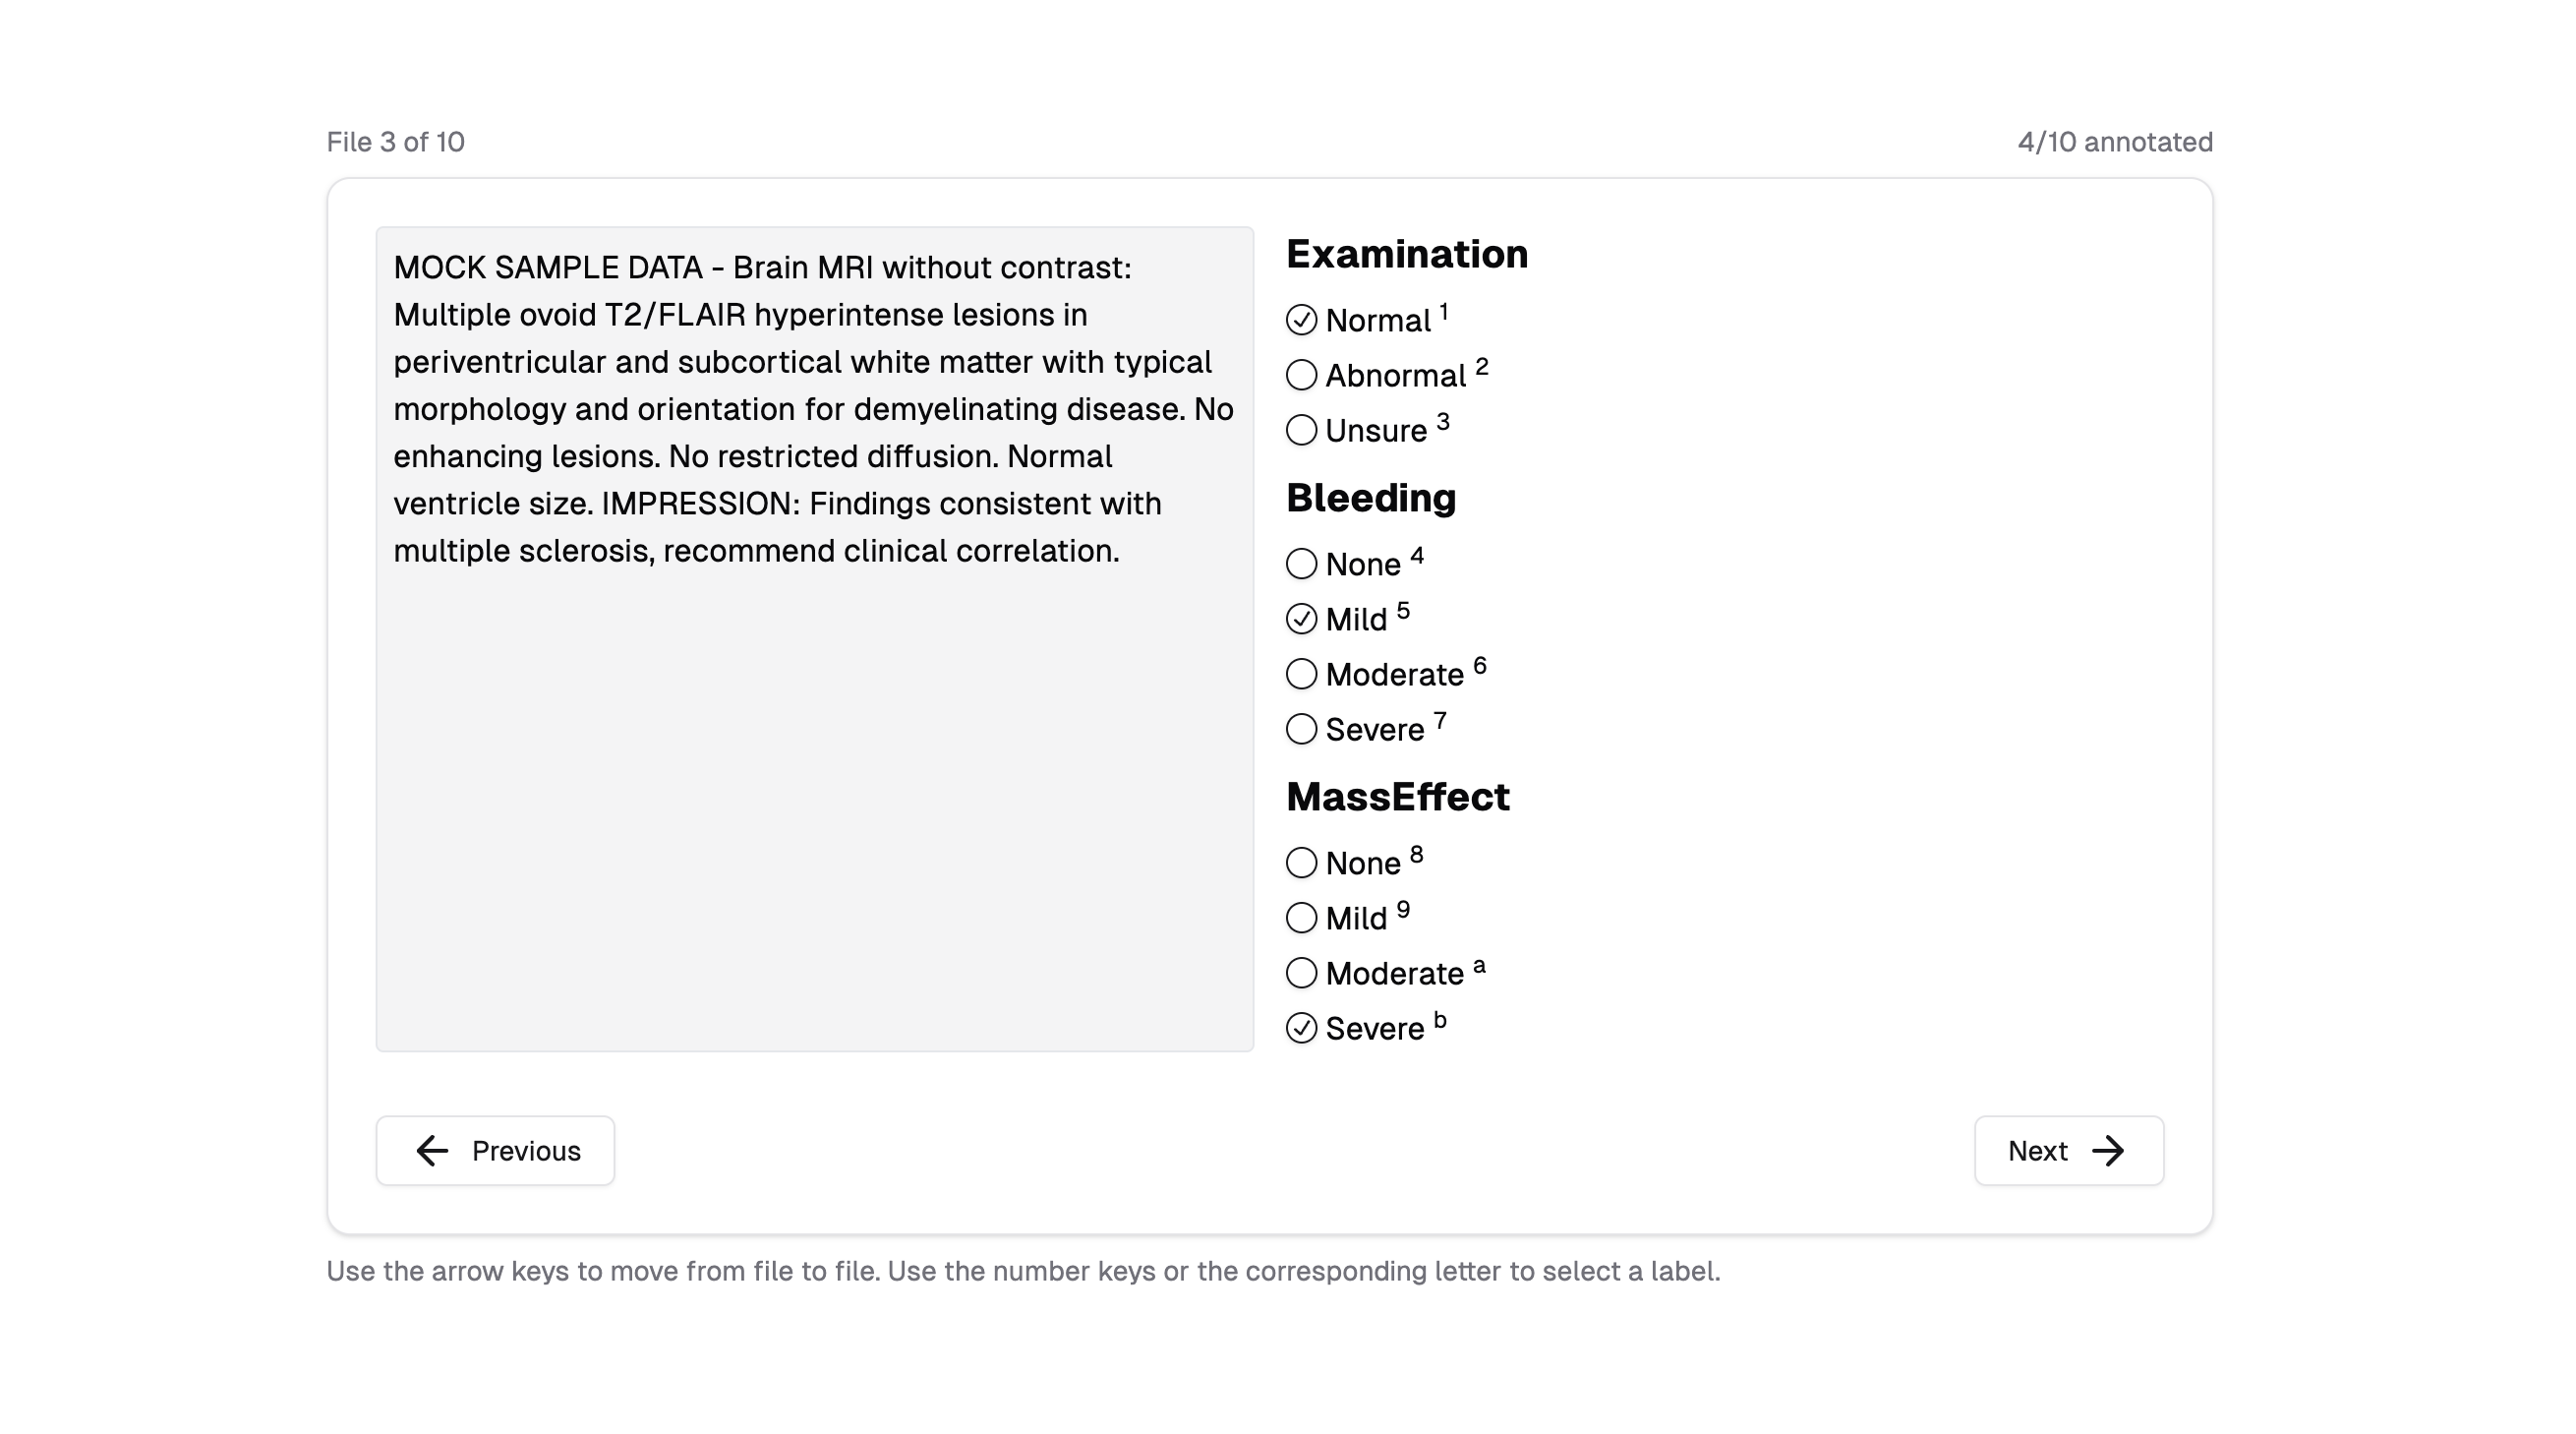 File 3 of 10
4/10 annotated
MOCK SAMPLE DATA - Brain MRI without contrast:
Multiple ovoid T2/FLAIR hyperintense lesions in
periventricular and subcortical white matter with typical
morphology and orientation for demyelinating disease. No
enhancing lesions. No restricted diffusion. Normal
ventricle size. IMPRESSION: Findings consistent with
multiple sclerosis, recommend clinical correlation.
Examination
Normal 1
Abnormal 2
Unsure 3
Bleeding
None 4
Mild 5
Moderate 6
Severe 7
MassEffect
None 8
Mild 9
Moderate a
Severe b
Previous
Next
Use the arrow keys to move from file to file. Use the number keys or the corresponding letter to select a label.